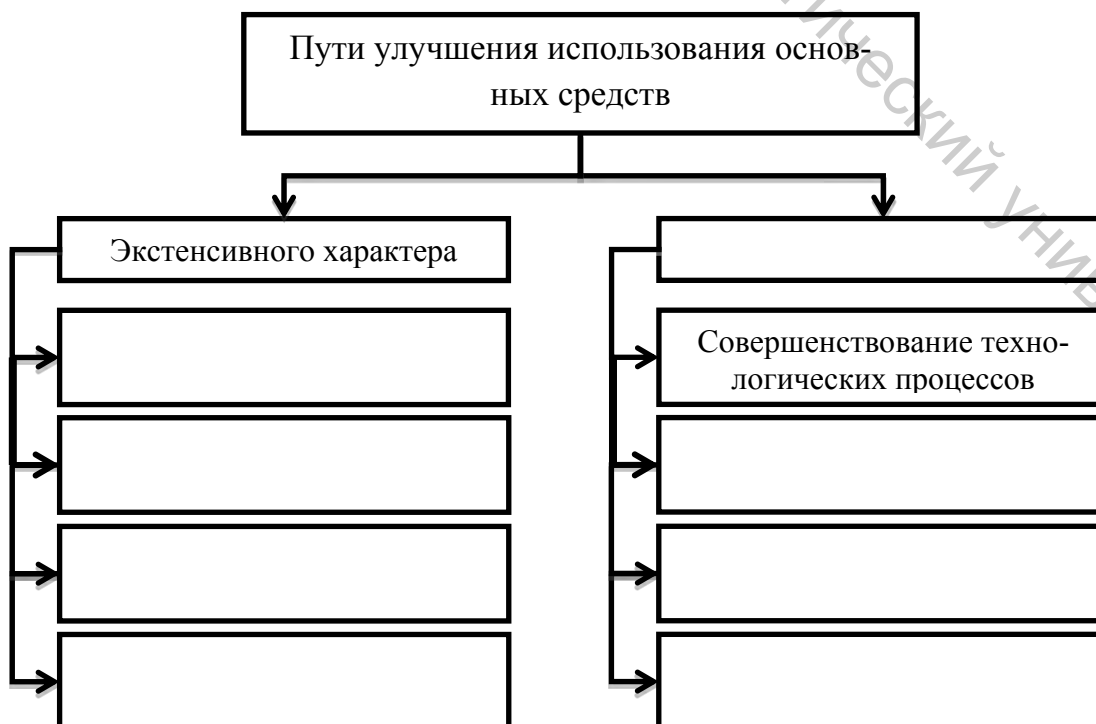 Пути улучшения использования основ-
ных средств
Экстенсивного характера
Совершенствование техно-
логических процессов